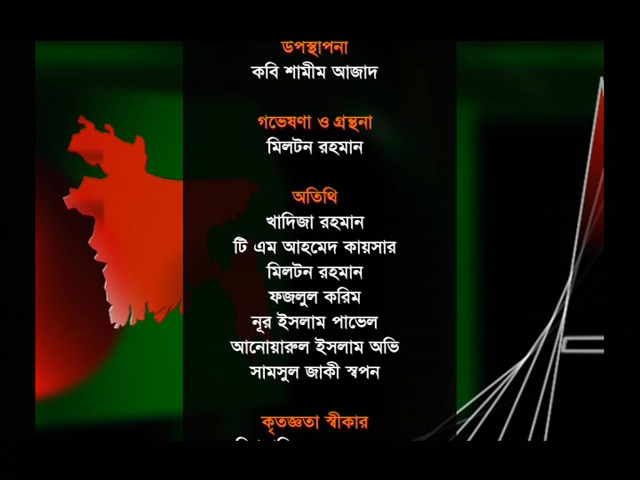 উপস্থাপনা
কবি শামীম আজাদ
গভেষণা ও গ্রন্থনা
মিলটন রহমান
অতিথি
খাদিজা রহমান
টি এম আহমেদ কায়সার
মিলটন রহমান
ফজলুল করিম
নূর ইসলাম পাভেল
আনোয়ারুল ইসলাম অভি
সামসুল জাকী স্বপন
কৃতজ্ঞতা স্বীকার